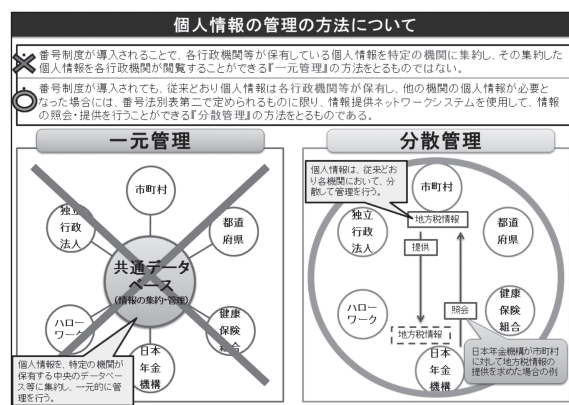 個人情報の管理の方法について
番号制度が導入されることで、各行政機関等が保有している個人情報を特定の機関に集約し、その集約した
個人情報を各行政機関が閲覧することができる『一元管理』の方法をとるものではない。
番号制度が導入されても、従来どおり個人情報は各行政機関等が保有し、他の機関の個人情報が必要と
なった場合には、番号法別表第二で定められるものに限り、情報提供ネットワークシステムを使用して、情報
の照会・提供を行うことができる『分散管理』の方法をとるものである。
一元管理
市町村
独立
行政
法人
都道
府県
共通データ
ベース
(情報の集約・管理)
ハロー
ワーク
健康
保険
組合
日本
年金
機構
個人情報を、特定の機関が
保有する中央のデータベー
ス等に集約し、一元的に管
理を行う。
分散管理
個人情報は、従来どお
り各機関において、分
散して管理を行う。
市町村
地方税情報
独立
行政
法人
都道
府県
提供
照会
ハロー
ワーク
健康
保険
組合
地方税情報
日本
年金
機構
日本年金機構が市町村
に対して地方税情報の
提供を求めた場合の例